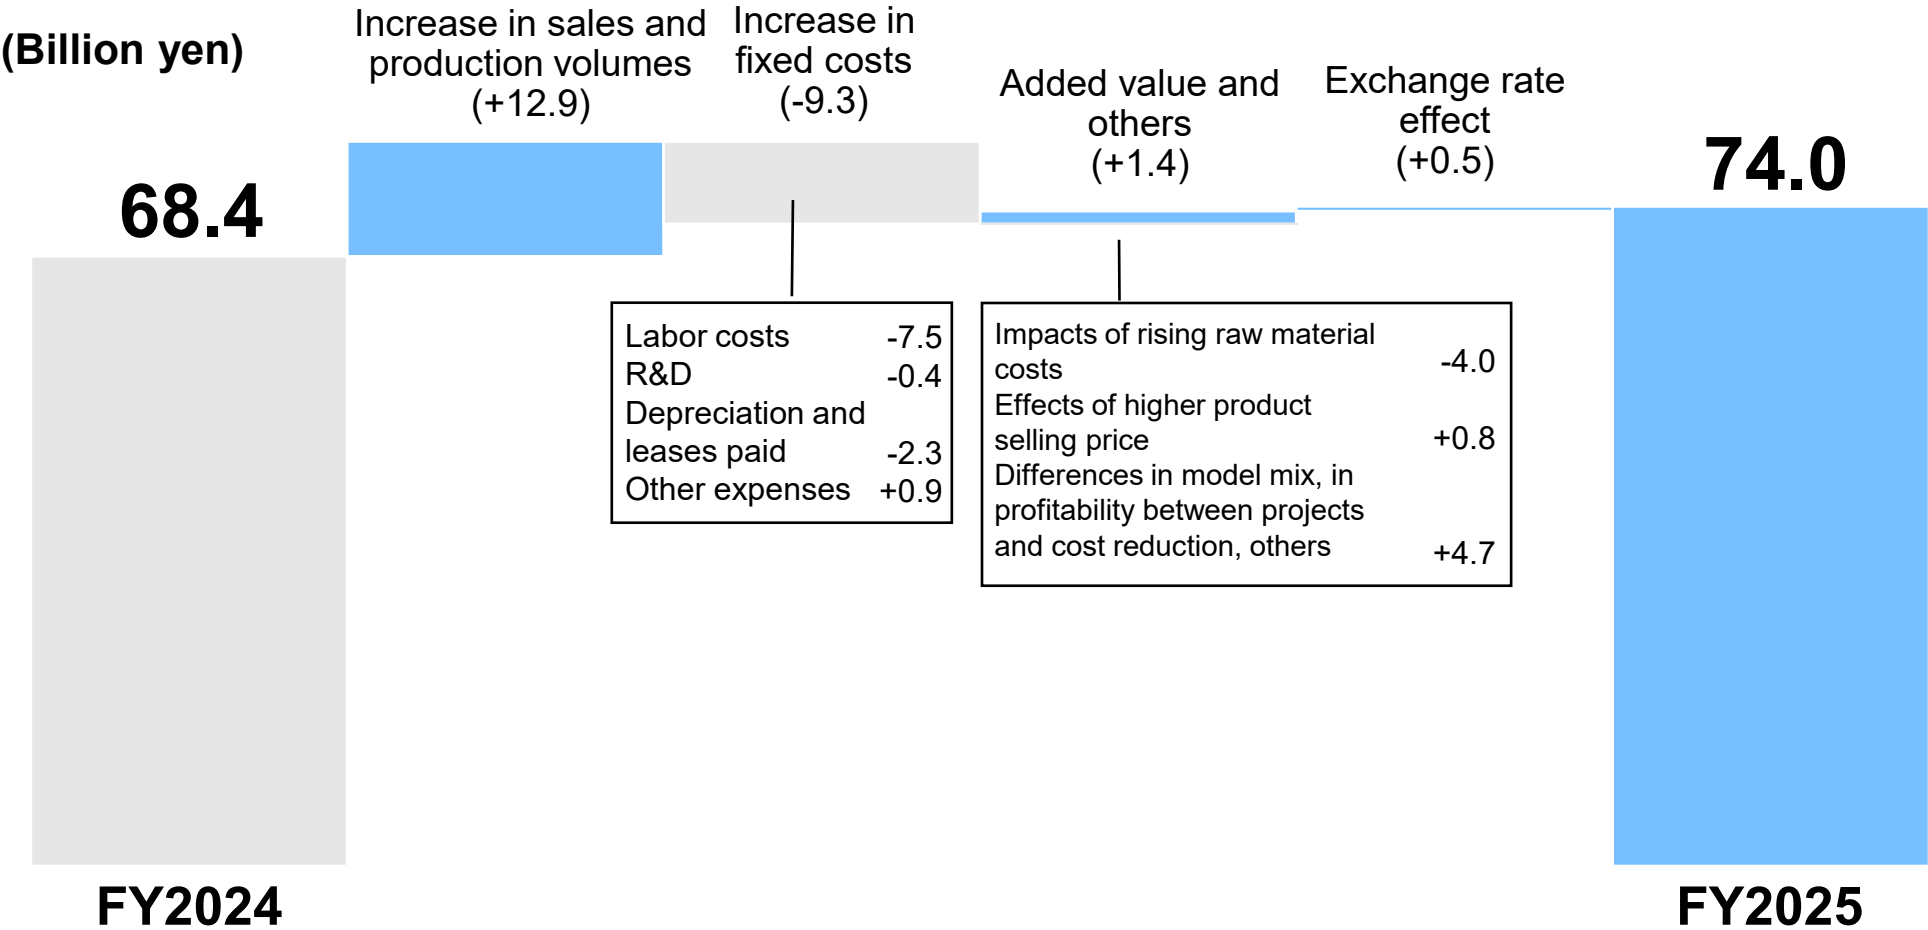 (Billion yen)
Increase in sales and
production volumes
(+12.9)
Increase in
fixed costs
(-9.3)
Added value and
others
(+1.4)
Exchange rate
effect
(+0.5)
68.4
74.0
Labor costs -7.5
R&D -0.4
Depreciation and
leases paid -2.3
Other expenses +0.9
Impacts of rising raw material
costs -4.0
Effects of higher product
selling price +0.8
Differences in model mix, in
profitability between projects
and cost reduction, others +4.7
FY2024
FY2025